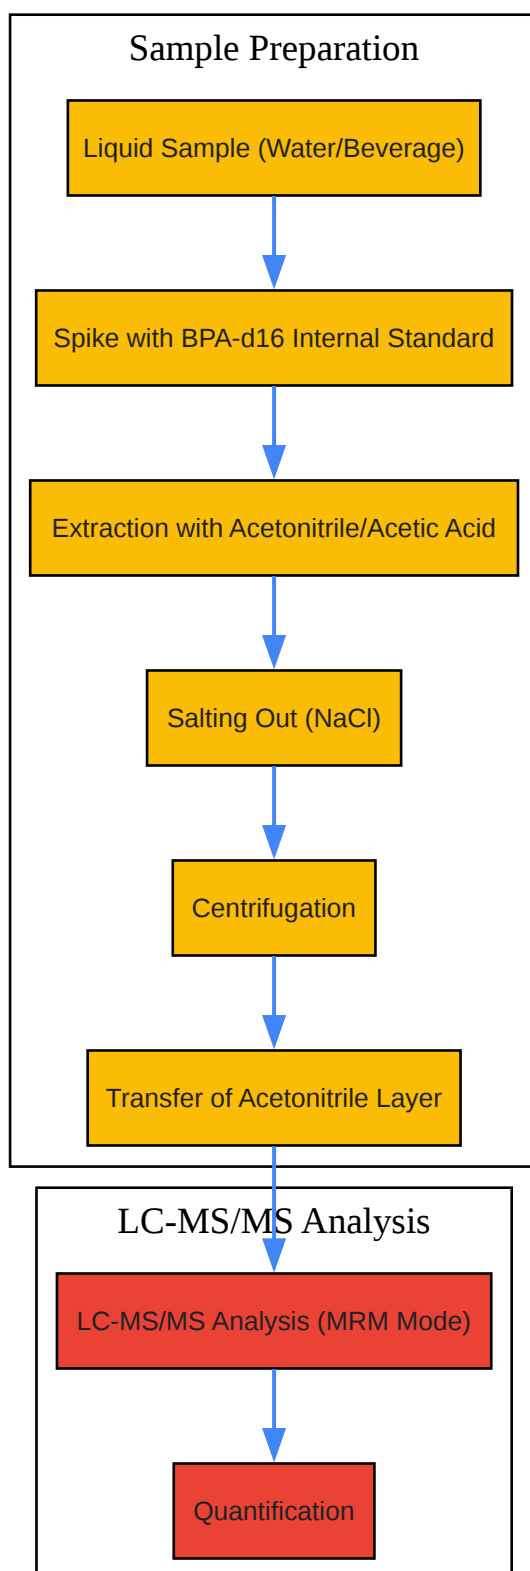 Sample Preparation
Liquid Sample (Water/Beverage)
Spike with BPA-d16 Internal Standard
Extraction with Acetonitrile/Acetic Acid
Salting Out (NaCl)
Centrifugation
Transfer of Acetonitrile Layer
LC-MS/MS Analysis
LC-MS/MS Analysis (MRM Mode)
Quantification